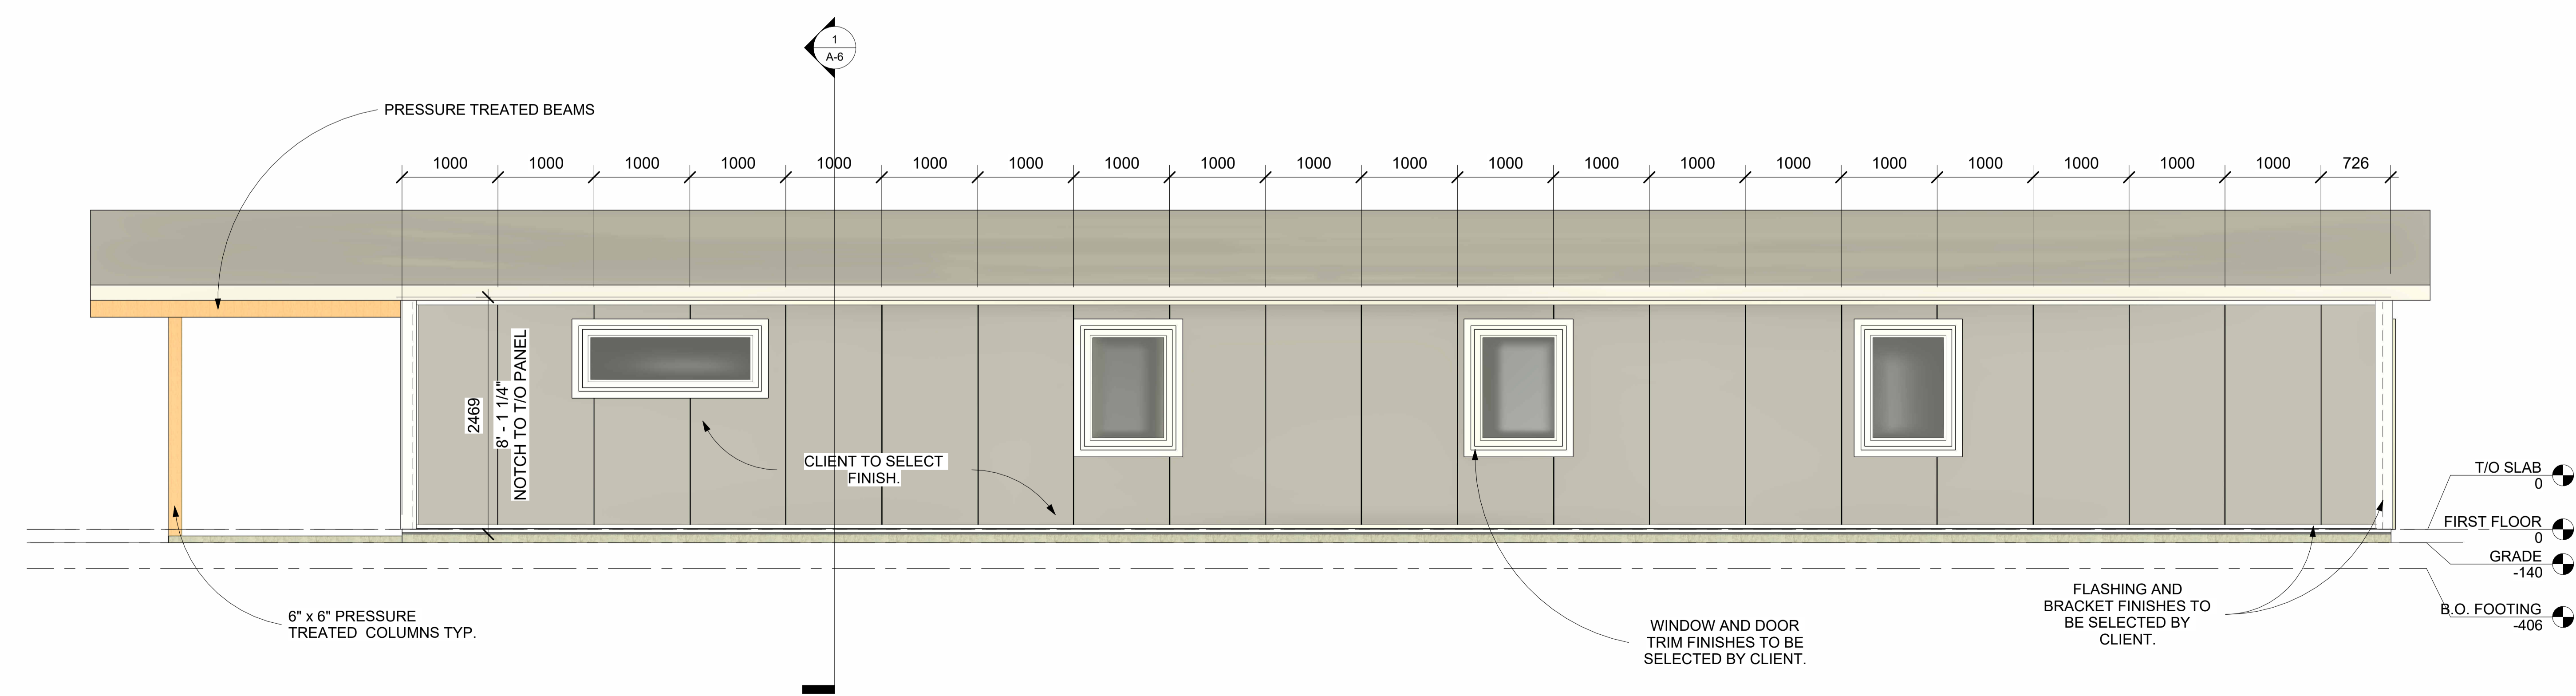 1
A-6
PRESSURE TREATED BEAMS
1000 1000 1000 1000 1000 1000 1000 1000 1000 1000 1000 1000 1000 1000 1000 1000 1000 1000 1000 1000 726
2469
8' - 1 1/4"
NOTCH TO T/O PANEL
CLIENT TO SELECT
FINISH.
T/O SLAB
0
FIRST FLOOR
0
GRADE
-140
B.O. FOOTING
-406
6" x 6" PRESSURE
TREATED COLUMNS TYP.
WINDOW AND DOOR
TRIM FINISHES TO BE
SELECTED BY CLIENT.
FLASHING AND
BRACKET FINISHES TO
BE SELECTED BY
CLIENT.